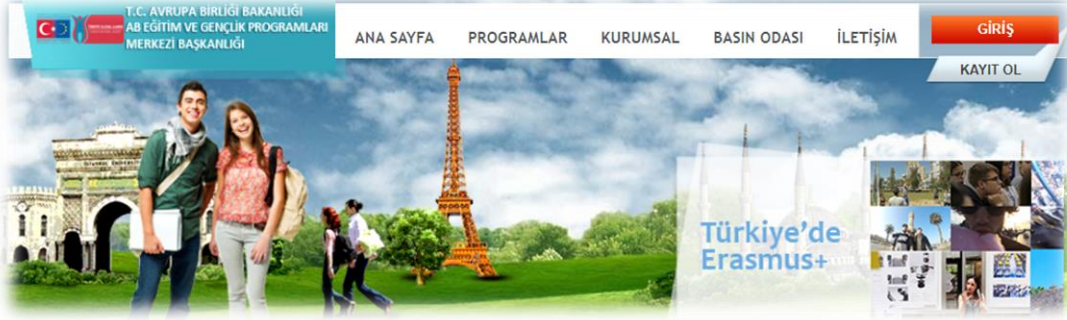 T.C. AVRUPA BİRLİĞİ BAKANLIĞI
AB EĞİTİM VE GENÇLİK PROGRAMLARI
MERKEZİ BAŞKANLIĞI
ANA SAYFA PROGRAMLAR KURUMSAL BASIN ODASI İLETİŞİM
GİRİŞ
KAYIT OL
Türkiye'de
Erasmus+